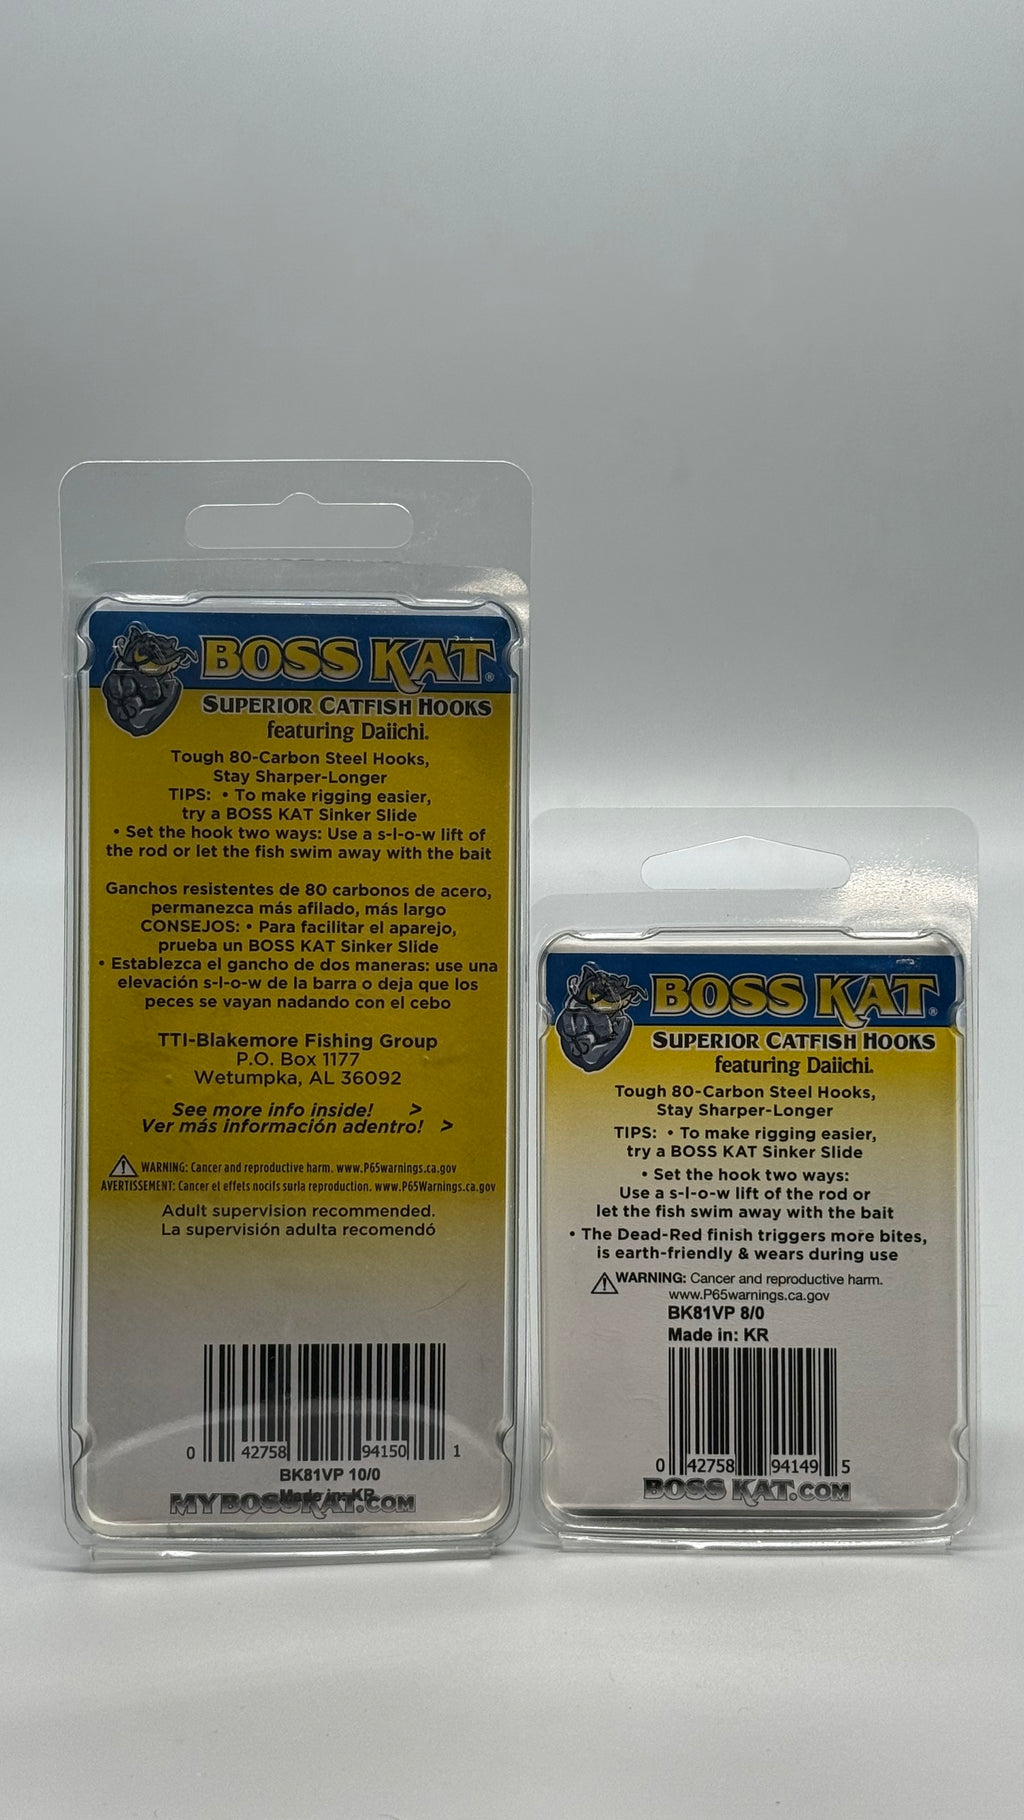 BOSS KAT®
SUPERIOR CATFISH HOOKS
featuring Daiichi.
Tough 80-Carbon Steel Hooks,
Stay Sharper-Longer
TIPS: • To make rigging easier,
try a BOSS KAT Sinker Slide
• Set the hook two ways: Use a s-l-o-w lift of
the rod or let the fish swim away with the bait
Ganchos resistentes de 80 carbonos de acero,
permanezca más afilado, más largo
CONSEJOS: • Para facilitar el aparejo,
prueba un BOSS KAT Sinker Slide
• Establezca el gancho de dos maneras: use una
elevación s-l-o-w de la barra o deja que los
peces se vayan nadando con el cebo
TTI-Blakemore Fishing Group
P.O. Box 1177
Wetumpka, AL 36092
See more info inside! >
Ver más información adentro! >
WARNING: Cancer and reproductive harm. www.P65warnings.ca.gov
AVERTISSEMENT: Cancer et effets nocifs surla reproduction. www.P65Warnings.ca.gov
Adult supervision recommended.
La supervisión adulta recomendó
0 42758 94150 1
BK81VP 10/0
Made in: KR
MYBOSSKAT.COM
BOSS KAT®
SUPERIOR CATFISH HOOKS
featuring Daiichi.
Tough 80-Carbon Steel Hooks,
Stay Sharper-Longer
TIPS: • To make rigging easier,
try a BOSS KAT Sinker Slide
• Set the hook two ways:
Use a s-l-o-w lift of the rod or
let the fish swim away with the bait
• The Dead-Red finish triggers more bites,
is earth-friendly & wears during use
WARNING: Cancer and reproductive harm.
www.P65warnings.ca.gov
BK81VP 8/0
Made in: KR
0 42758 94149 5
BOSS KAT.COM